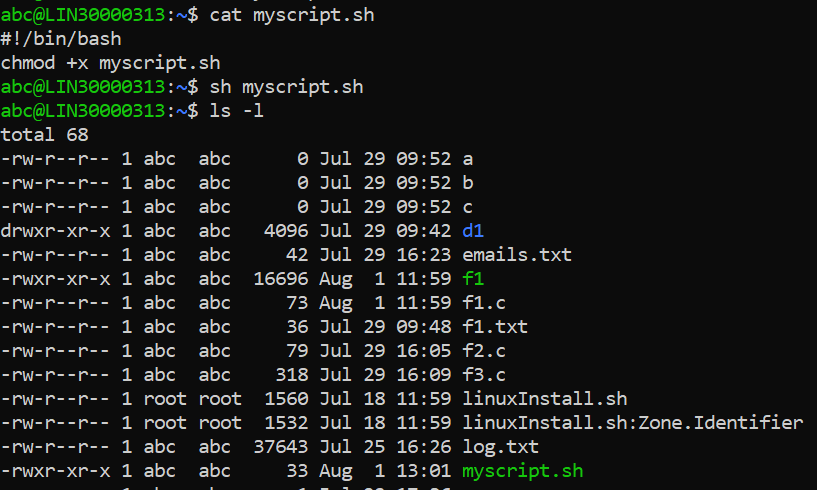 abc@LIN30000313:~$ cat myscript.sh
#!/bin/bash
chmod +x myscript.sh
abc@LIN30000313:~$ sh myscript.sh
abc@LIN30000313:~$ ls -l
total 68
-rw-r--r-- 1 abc  abc      0 Jul 29 09:52 a
-rw-r--r-- 1 abc  abc      0 Jul 29 09:52 b
-rw-r--r-- 1 abc  abc      0 Jul 29 09:52 c
drwxr-xr-x 1 abc  abc   4096 Jul 29 09:42 d1
-rw-r--r-- 1 abc  abc     42 Jul 29 16:23 emails.txt
-rwxr-xr-x 1 abc  abc  16696 Aug  1 11:59 f1
-rw-r--r-- 1 abc  abc     73 Aug  1 11:59 f1.c
-rw-r--r-- 1 abc  abc     36 Jul 29 09:48 f1.txt
-rw-r--r-- 1 abc  abc     79 Jul 29 16:05 f2.c
-rw-r--r-- 1 abc  abc    318 Jul 29 16:09 f3.c
-rw-r--r-- 1 root root  1560 Jul 18 11:59 linuxInstall.sh
-rw-r--r-- 1 root root  1532 Jul 18 11:59 linuxInstall.sh:Zone.Identifier
-rw-r--r-- 1 abc  abc  37643 Jul 25 16:26 log.txt
-rwxr-xr-x 1 abc  abc     33 Aug  1 13:01 myscript.sh